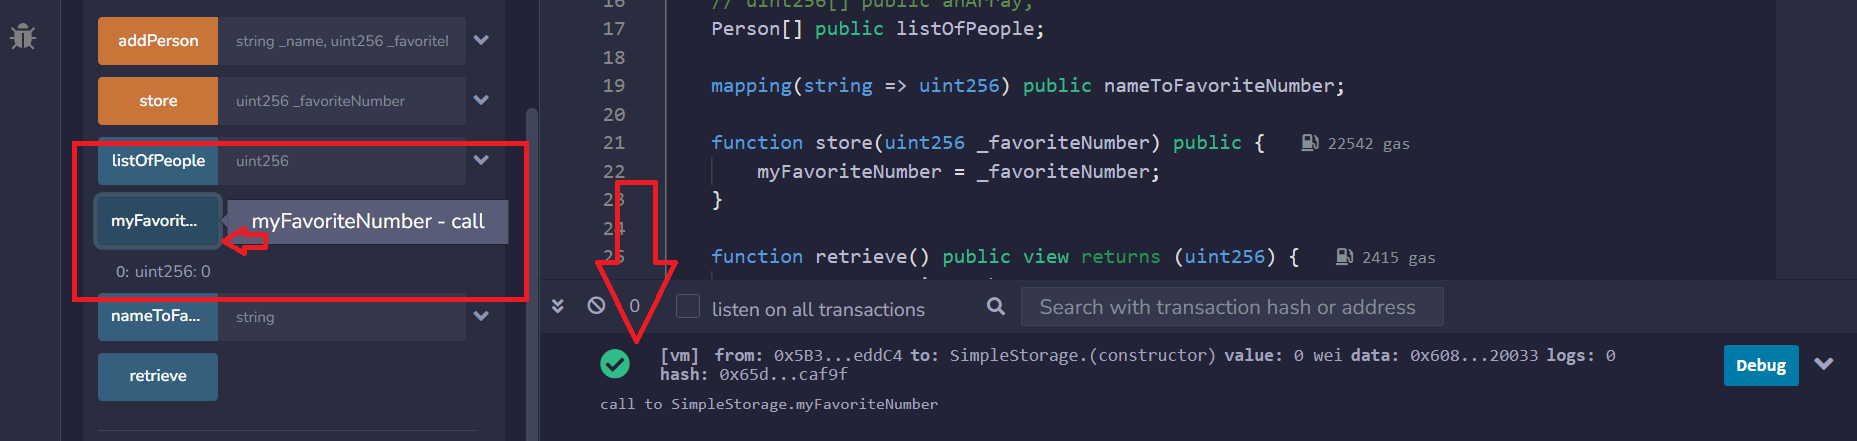 addPerson string _name, uint256 _favoriteI
store uint256 _favoriteNumber
listOfPeople uint256
myFavorit...
myFavoriteNumber - call
0: uint256: 0
nameToFa... string
retrieve
16 // uint256[] public anArray;
17 Person[] public listOfPeople;
18
19 mapping(string => uint256) public nameToFavoriteNumber;
20
21 function store(uint256 _favoriteNumber) public { 22542 gas
22 myFavoriteNumber = _favoriteNumber;
23 }
24
25 function retrieve() public view returns (uint256) { 2415 gas
0 listen on all transactions Search with transaction hash or address
[vm] from: 0x5B3...eddC4 to: SimpleStorage.(constructor) value: 0 wei data: 0x608...20033 logs: 0
hash: 0x65d...caf9f
Debug
call to SimpleStorage.myFavoriteNumber